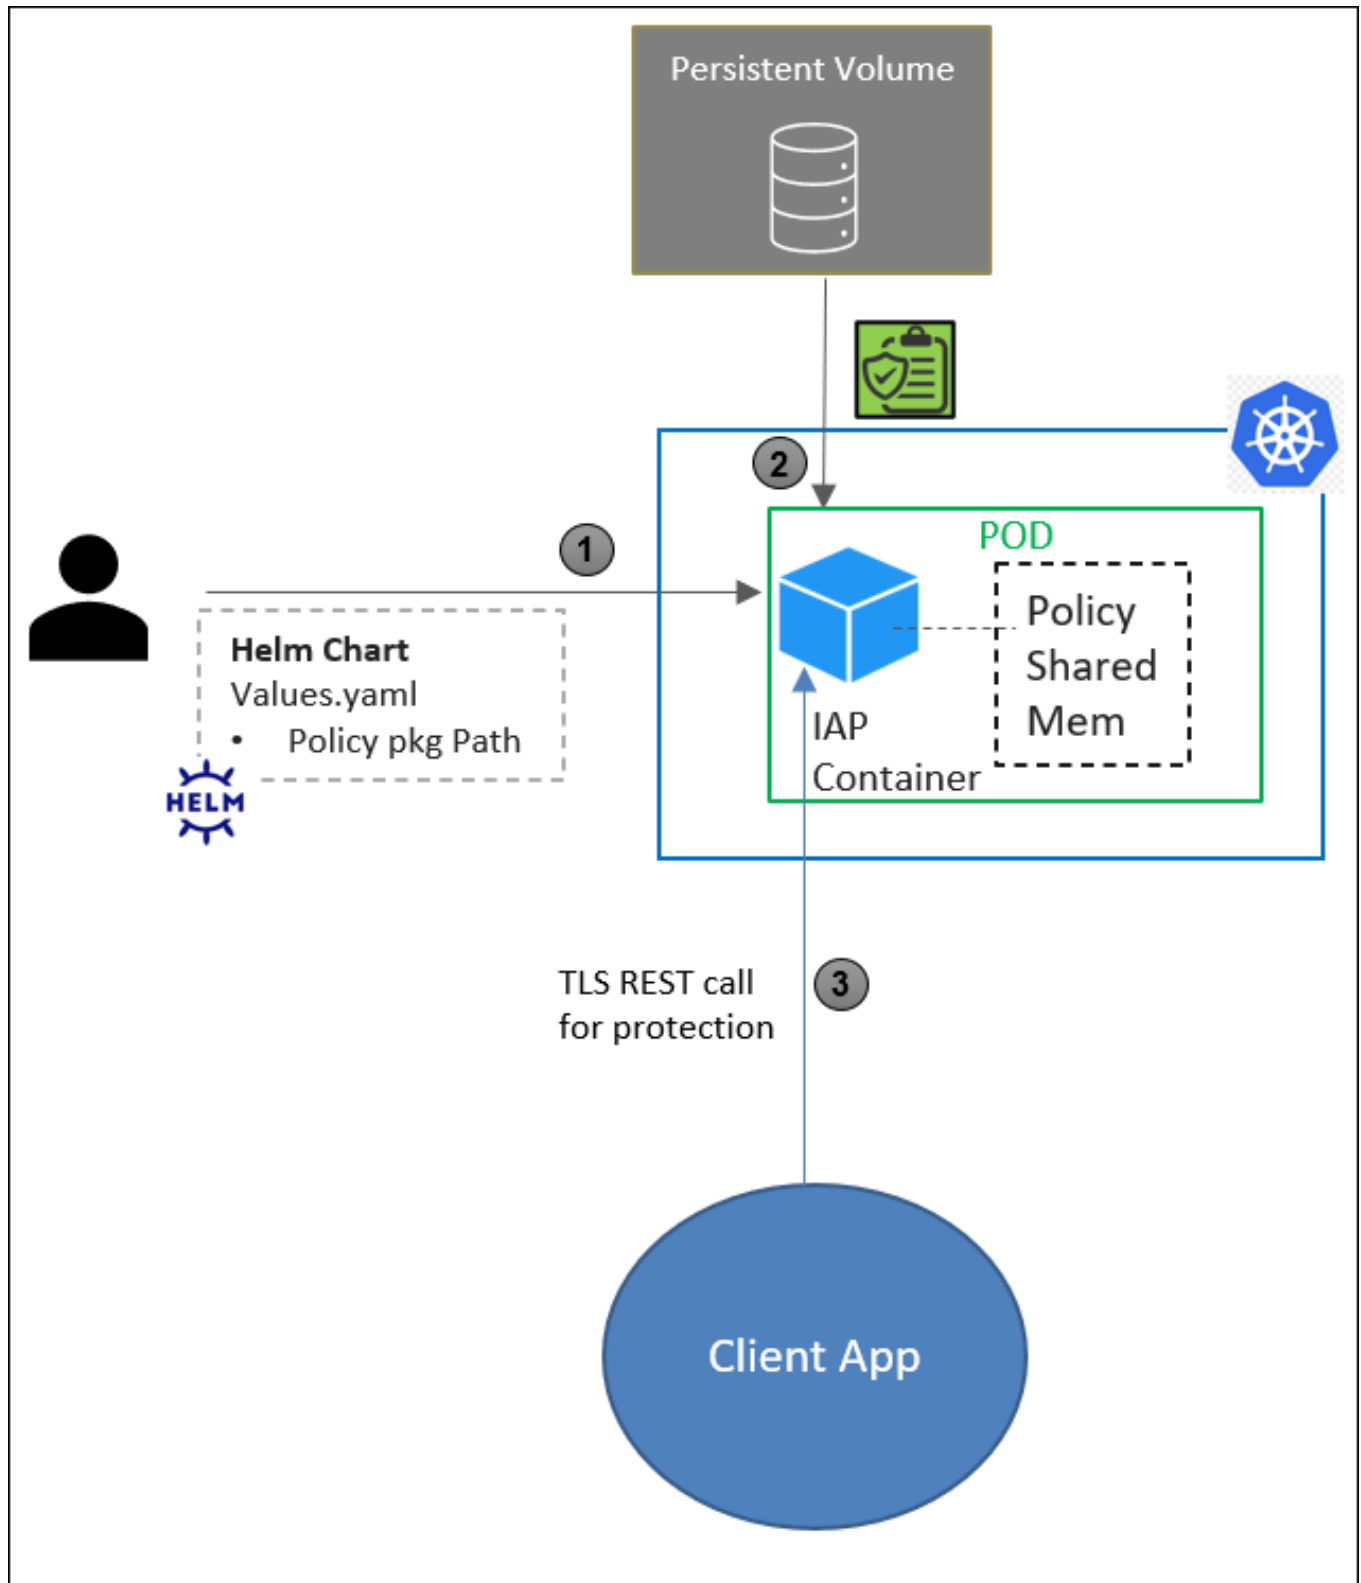 Persistent Volume
2
POD
1
Policy
Shared
Mem
Helm Chart
Values.yaml
• Policy pkg Path
HELM
IAP
Container
TLS REST call
for protection
3
Client App